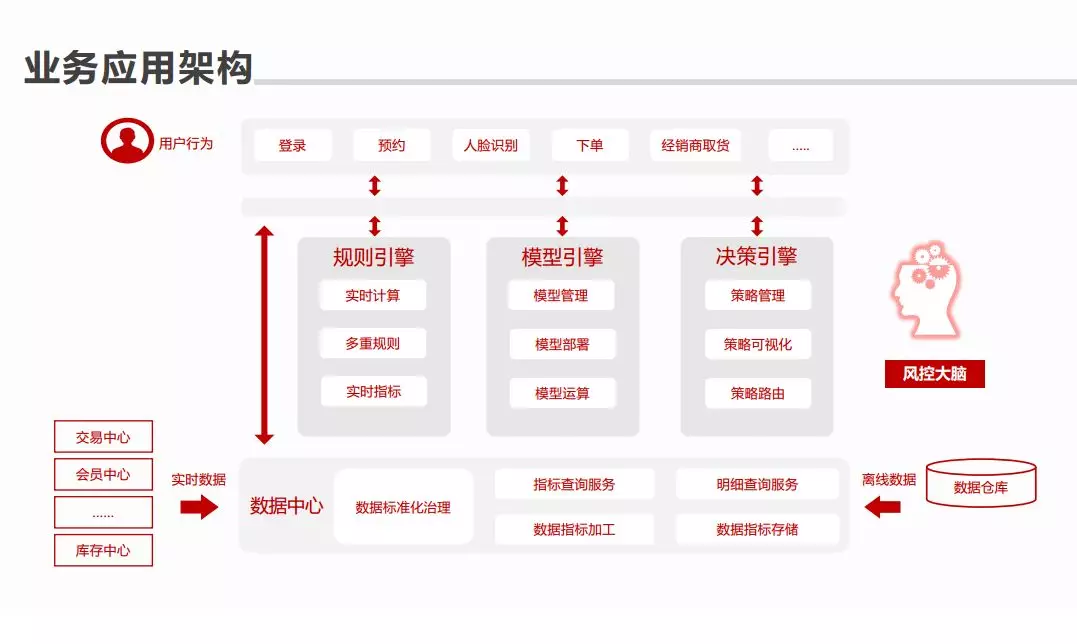 业务应用架构
用户行为
登录
预约
人脸识别
下单
经销商取货
.....
规则引擎
实时计算
多重规则
实时指标
模型引擎
模型管理
模型部署
模型运算
决策引擎
策略管理
策略可视化
策略路由
风控大脑
交易中心
会员中心
......
库存中心
实时数据
数据中心
数据标准化治理
指标查询服务
明细查询服务
数据指标加工
数据指标存储
离线数据
数据仓库